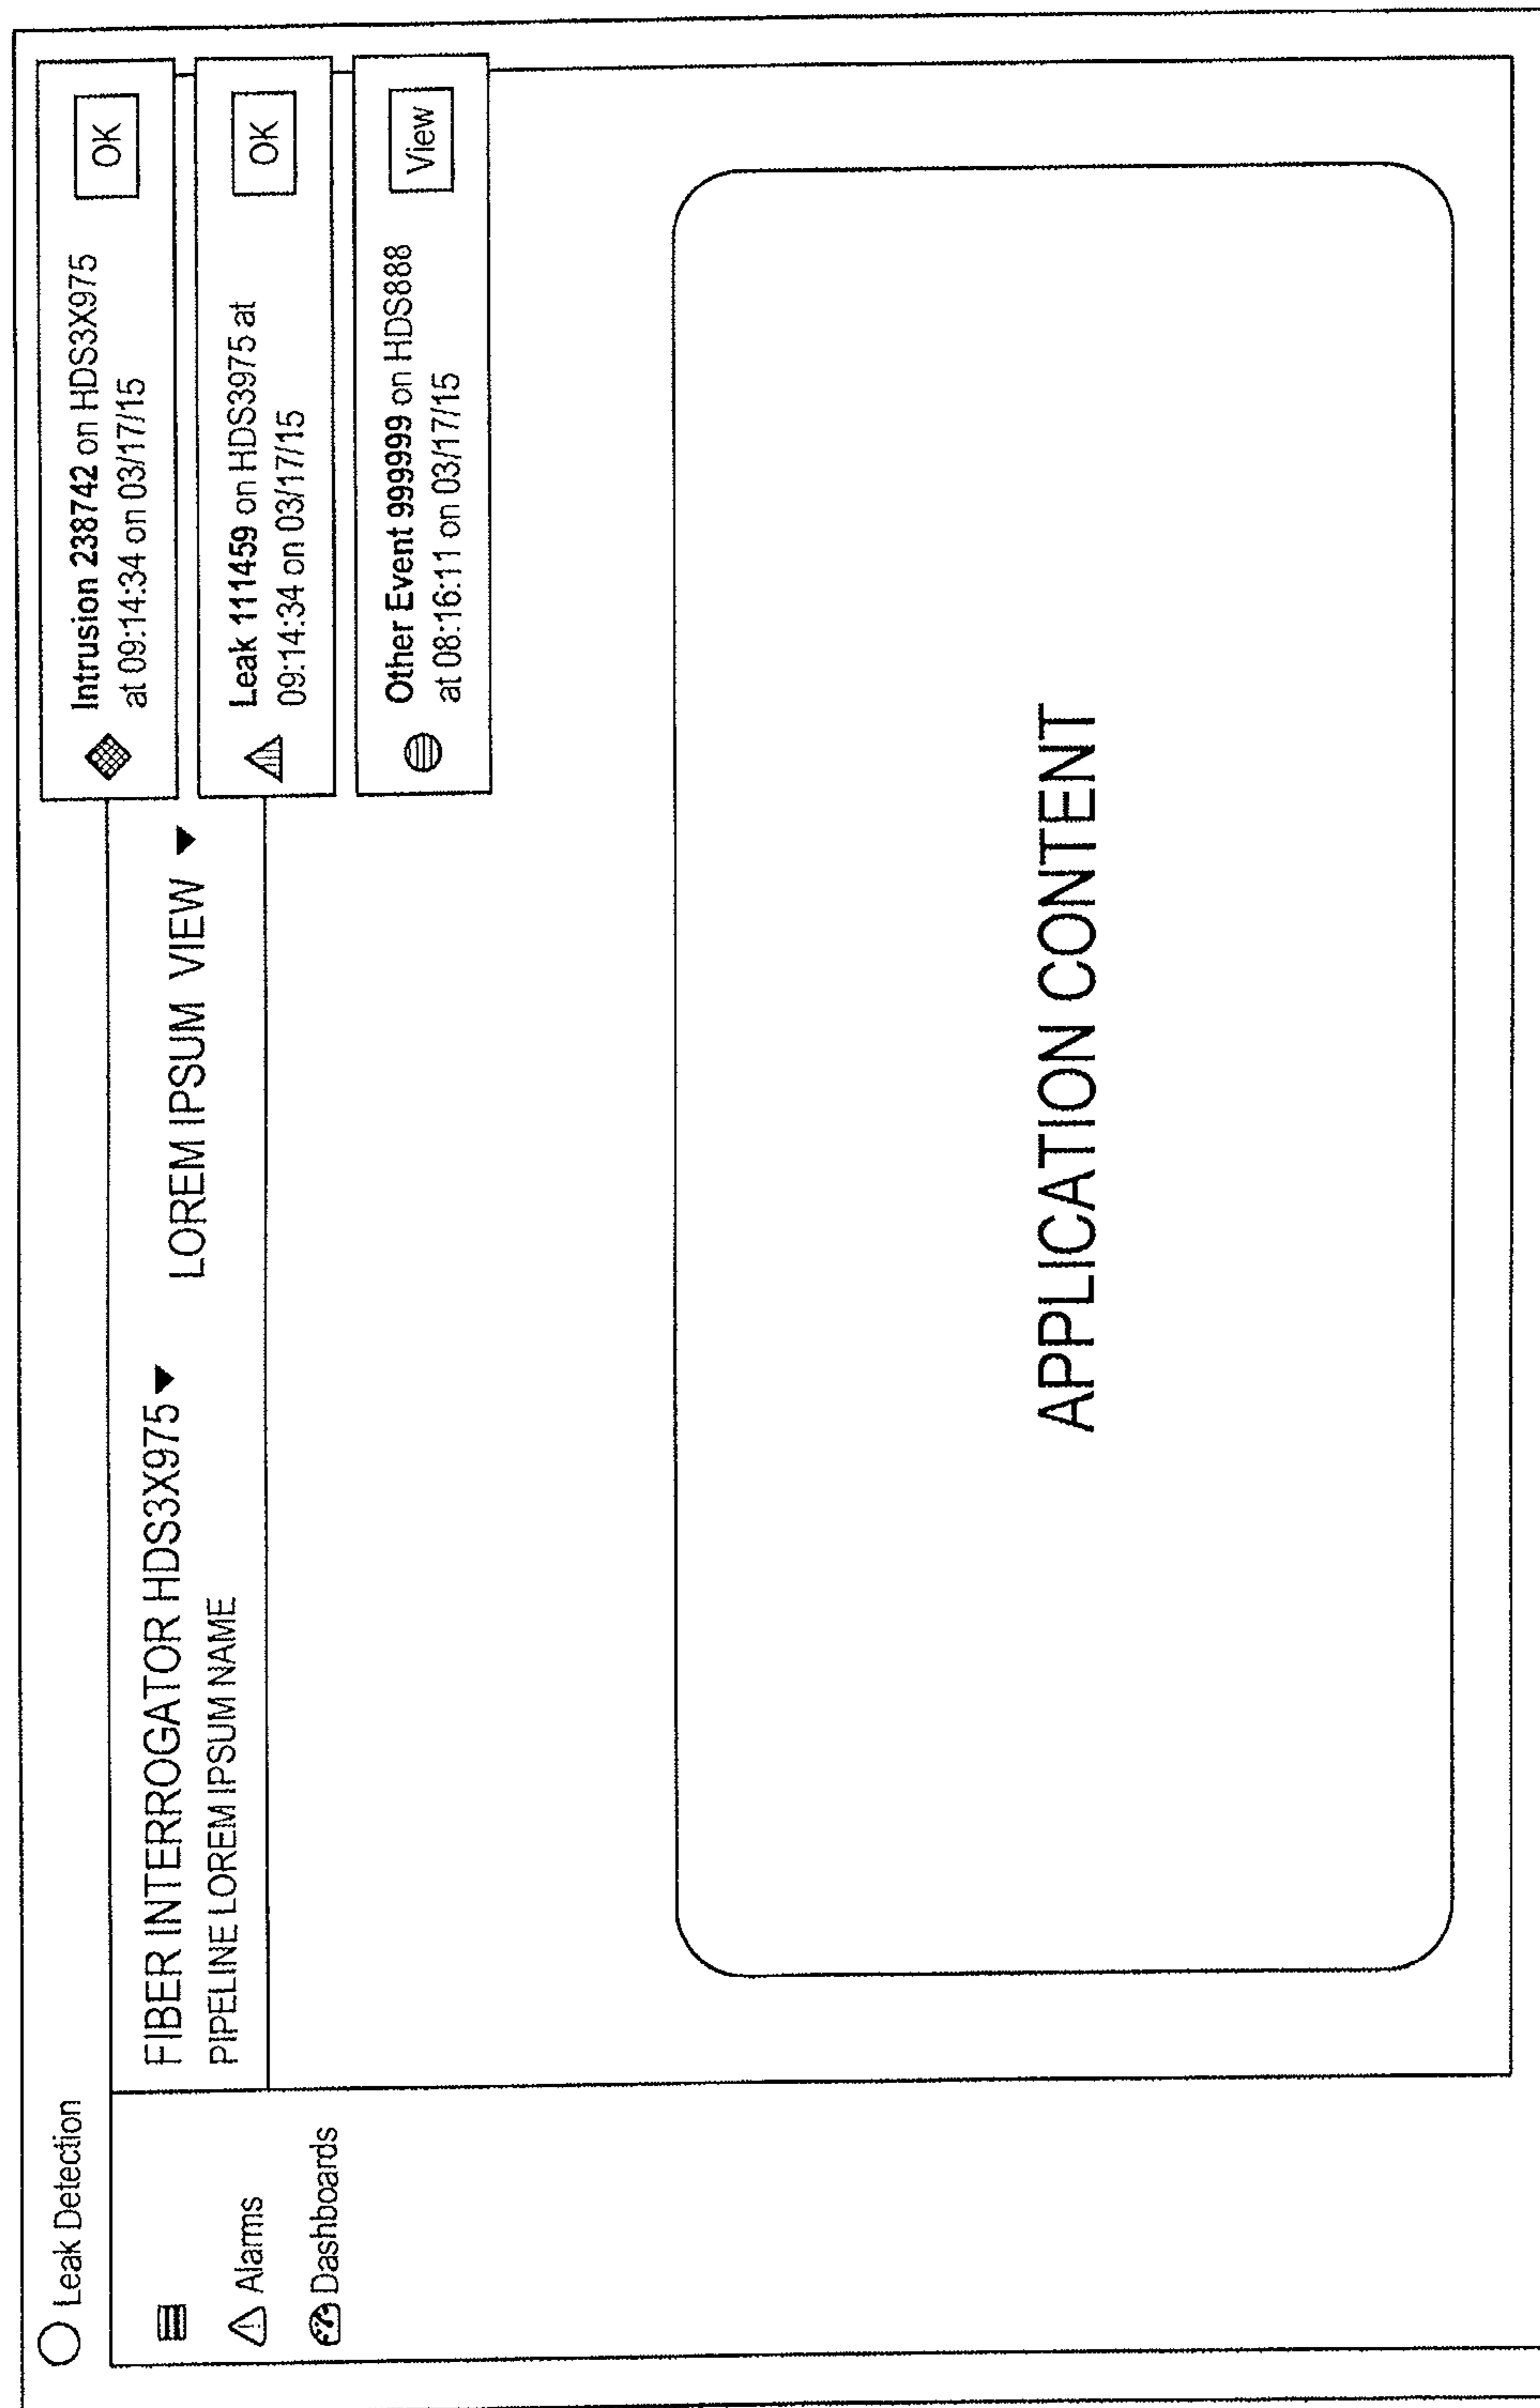 Leak Detection
Alarms
Dashboards
FIBER INTERROGATOR HDS3X975
PIPELINE LOREM IPSUM NAME
LOREM IPSUM VIEW
Intrusion 238742 on HDS3X975
at 09:14:34 on 03/17/15
OK
Leak 111459 on HDS3975 at
09:14:34 on 03/17/15
OK
Other Event 999999 on HDS888
at 08:16:11 on 03/17/15
View
APPLICATION CONTENT